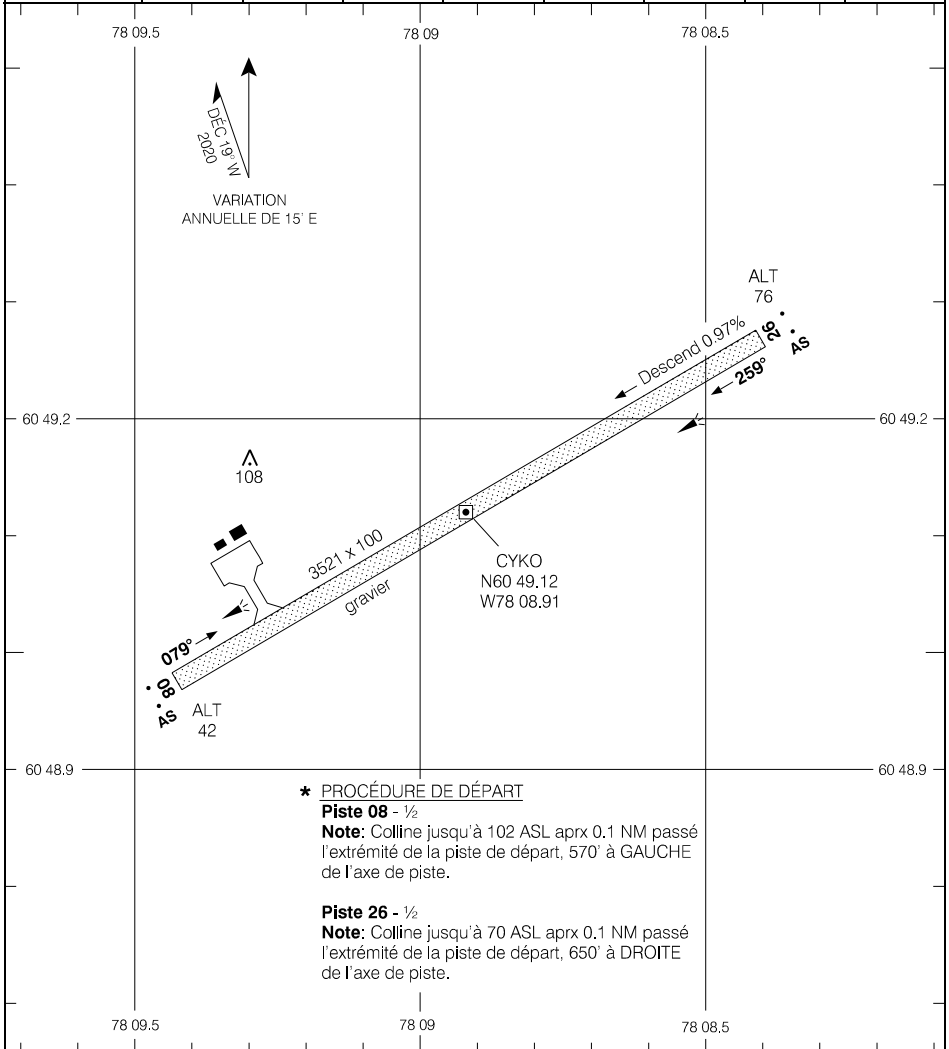 78 09.5
78 09
78 08.5
DÉC 19° W
2020
VARIATION
ANNUELLE DE 15' E
ALT
76
26
AS
Descend 0.97%
259°
60 49.2
60 49.2
108
3521 x 100
gravier
CYKO
N60 49.12
W78 08.91
079°
08
AS
ALT
42
60 48.9
60 48.9
* PROCÉDURE DE DÉPART
Piste 08 - ½
Note: Colline jusqu'à 102 ASL aprx 0.1 NM passé
l'extrémité de la piste de départ, 570' à GAUCHE
de l'axe de piste.
Piste 26 - ½
Note: Colline jusqu'à 70 ASL aprx 0.1 NM passé
l'extrémité de la piste de départ, 650' à DROITE
de l'axe de piste.
78 09.5
78 09
78 08.5